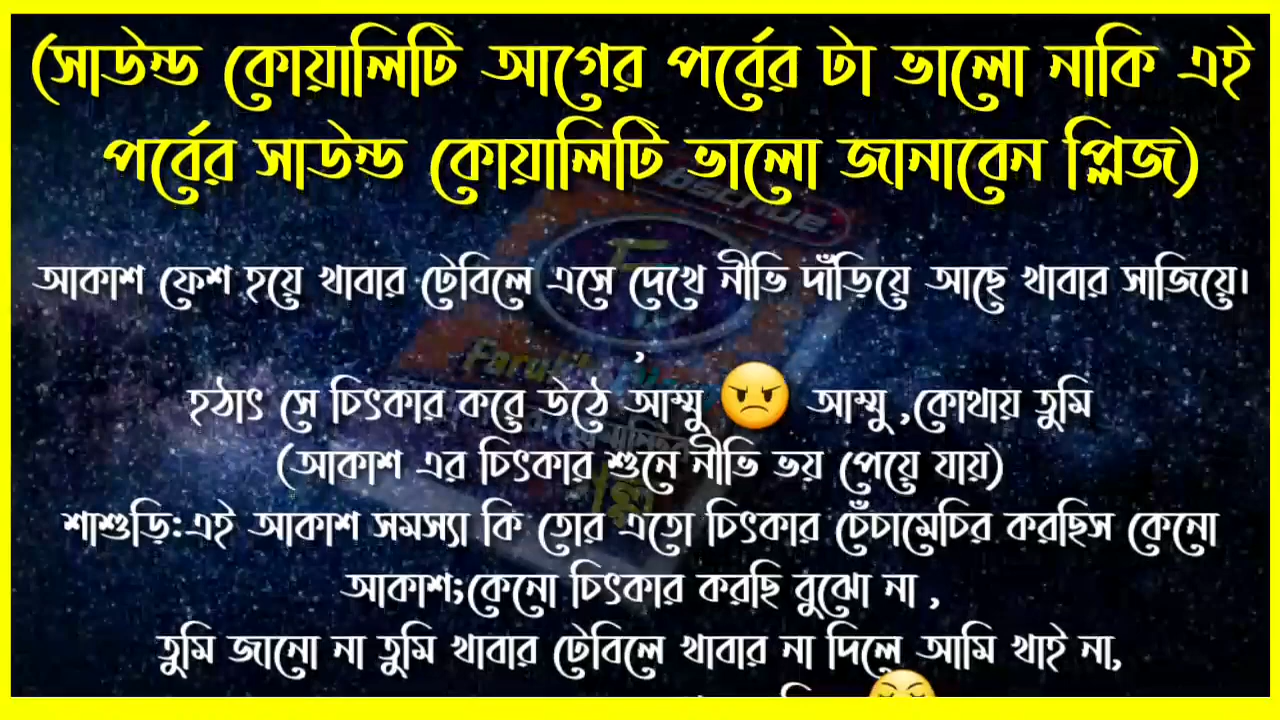 (সাউন্ড কোয়ালিটি আগের পর্বের টা ভালো নাকি এই
পর্বের সাউন্ড কোয়ালিটি ভালো জানাবেন প্লিজ)
bscribe
আকাশ ফেশ হয়ে খাবার টেবিলে এসে দেখে নীভি দাঁড়িয়ে আছে খাবার সাজিয়ে।
,
হঠাৎ সে চিৎকার করে উঠে আম্মু 😠 আম্মু ,কোথায় তুমি
(আকাশ এর চিৎকার শুনে নীভি ভয় পেয়ে যায়)
শাশুড়ি:এই আকাশ সমস্যা কি তোর এতো চিৎকার চেঁচামেচির করছিস কেনো
আকাশ;কেনো চিৎকার করছি বুঝো না ,
তুমি জানো না তুমি খাবার টেবিলে খাবার না দিলে আমি খাই না,